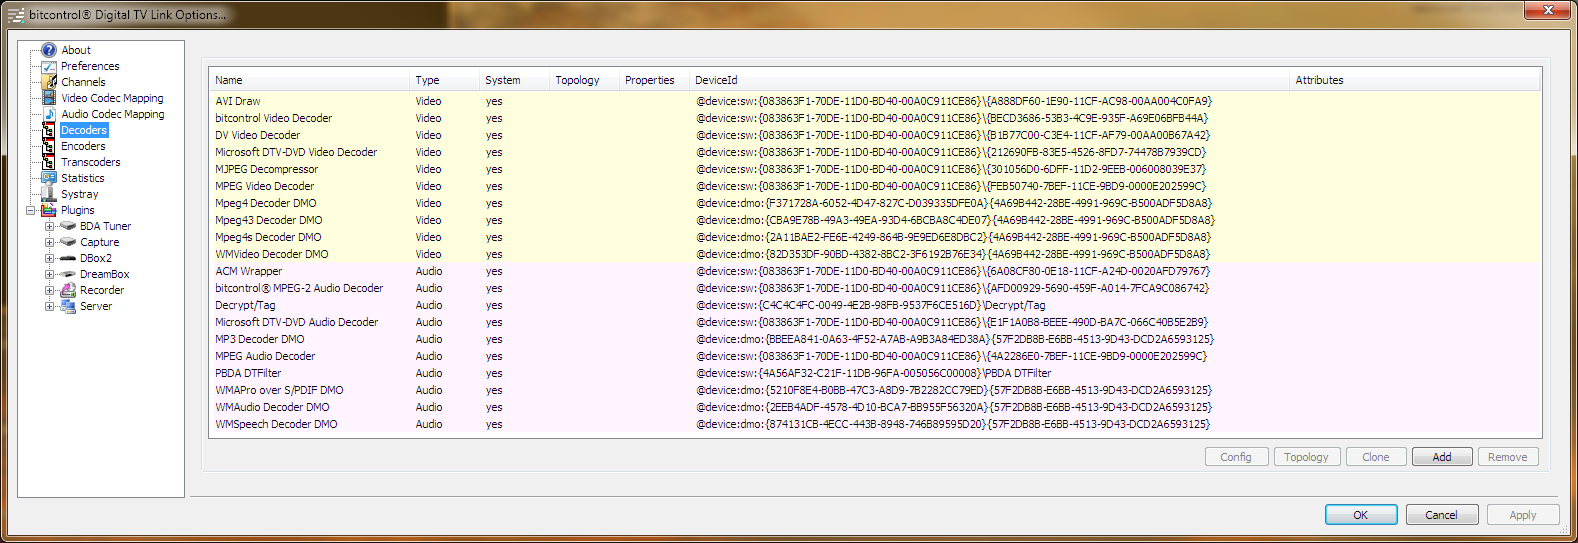 bitcontrol® Digital TV Link Options...
About
Preferences
Channels
Video Codec Mapping
Audio Codec Mapping
Decoders
Encoders
Transcoders
Statistics
Systray
Plugins
BDA Tuner
Capture
DBox2
DreamBox
Recorder
Server
Name Type System Topology Properties DeviceId Attributes
AVI Draw Video yes @device:sw:{083863F1-70DE-11D0-BD40-00A0C911CE86}\{A888DF60-1E90-11CF-AC98-00AA004C0FA9}
bitcontrol Video Decoder Video yes @device:sw:{083863F1-70DE-11D0-BD40-00A0C911CE86}\{BECD3686-53B3-4C9E-935F-A69E06BFB44A}
DV Video Decoder Video yes @device:sw:{083863F1-70DE-11D0-BD40-00A0C911CE86}\{B1B77C00-C3E4-11CF-AF79-00AA00B67A42}
Microsoft DTV-DVD Video Decoder Video yes @device:sw:{083863F1-70DE-11D0-BD40-00A0C911CE86}\{212690FB-83E5-4526-8FD7-74478B7939CD}
MJPEG Decompressor Video yes @device:sw:{083863F1-70DE-11D0-BD40-00A0C911CE86}\{301056D0-6DFF-11D2-9EEB-006008039E37}
MPEG Video Decoder Video yes @device:sw:{083863F1-70DE-11D0-BD40-00A0C911CE86}\{FEB50740-7BEF-11CE-9BD9-0000E202599C}
Mpeg4 Decoder DMO Video yes @device:dmo:{F371728A-6052-4D47-827C-D039335DFE0A}{4A69B442-28BE-4991-969C-B500ADF5D8A8}
Mpeg43 Decoder DMO Video yes @device:dmo:{CBA9E78B-49A3-49EA-93D4-6BCBA8C4DE07}{4A69B442-28BE-4991-969C-B500ADF5D8A8}
Mpeg4s Decoder DMO Video yes @device:dmo:{2A11BAE2-FE6E-4249-864B-9E9ED6E8DBC2}{4A69B442-28BE-4991-969C-B500ADF5D8A8}
WMVideo Decoder DMO Video yes @device:dmo:{82D353DF-90BD-4382-8BC2-3F6192B76E34}{4A69B442-28BE-4991-969C-B500ADF5D8A8}
ACM Wrapper Audio yes @device:sw:{083863F1-70DE-11D0-BD40-00A0C911CE86}\{6A08CF80-0E18-11CF-A24D-0020AFD79767}
bitcontrol® MPEG-2 Audio Decoder Audio yes @device:sw:{083863F1-70DE-11D0-BD40-00A0C911CE86}\{AFD00929-5690-459F-A014-7FCA9C086742}
Decrypt/Tag Audio yes @device:sw:{C4C4C4FC-0049-4E2B-98FB-9537F6CE516D}\Decrypt/Tag
Microsoft DTV-DVD Audio Decoder Audio yes @device:sw:{083863F1-70DE-11D0-BD40-00A0C911CE86}\{E1F1A0B8-BEEE-490D-BA7C-066C40B5E2B9}
MP3 Decoder DMO Audio yes @device:dmo:{BBEEA841-0A63-4F52-A7AB-A9B3A84ED38A}{57F2DB8B-E6BB-4513-9D43-DCD2A6593125}
MPEG Audio Decoder Audio yes @device:sw:{083863F1-70DE-11D0-BD40-00A0C911CE86}\{4A2286E0-7BEF-11CE-9BD9-0000E202599C}
PBDA DTFilter Audio yes @device:sw:{4A56AF32-C21F-11DB-96FA-005056C00008}\PBDA DTFilter
WMAPro over S/PDIF DMO Audio yes @device:dmo:{5210F8E4-B0BB-47C3-A8D9-7B2282CC79ED}{57F2DB8B-E6BB-4513-9D43-DCD2A6593125}
WMAudio Decoder DMO Audio yes @device:dmo:{2EEB4ADF-4578-4D10-BCA7-BB955F56320A}{57F2DB8B-E6BB-4513-9D43-DCD2A6593125}
WMSpeech Decoder DMO Audio yes @device:dmo:{874131CB-4ECC-443B-8948-746B89595D20}{57F2DB8B-E6BB-4513-9D43-DCD2A6593125}
Config Topology Clone Add Remove
OK Cancel Apply